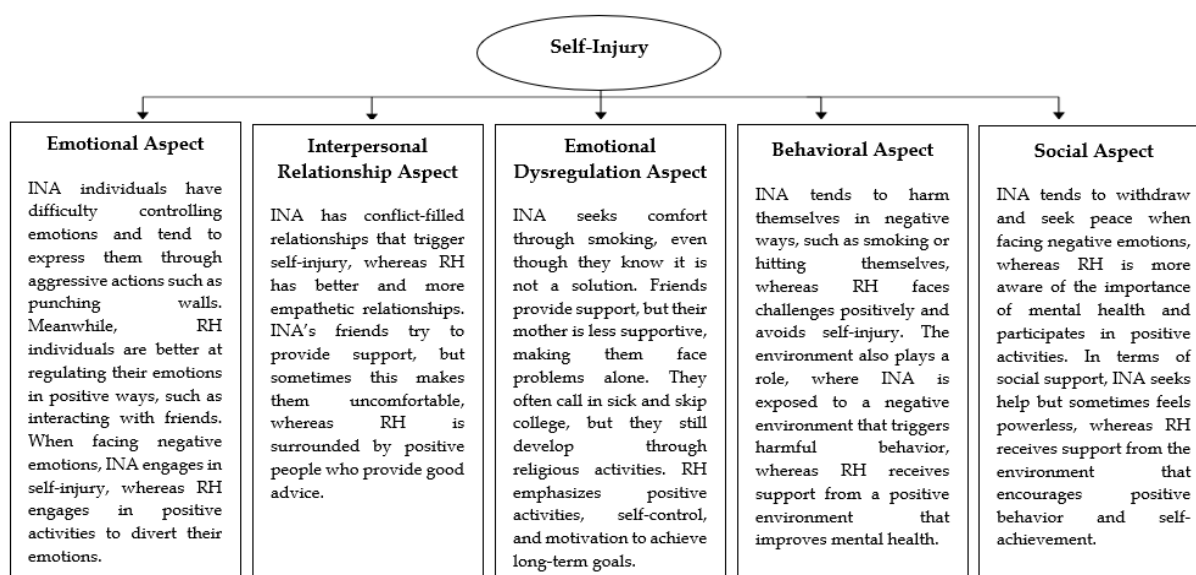 Self-Injury
Emotional Aspect
INA individuals have
difficulty controlling
emotions and tend to
express them through
aggressive actions such as
punching walls.
Meanwhile, RH
individuals are better at
regulating their emotions
in positive ways, such as
interacting with friends.
When facing negative
emotions, INA engages in
self-injury, whereas RH
engages in positive
activities to divert their
emotions.
Interpersonal
Relationship Aspect
INA has conflict-filled
relationships that trigger
self-injury, whereas RH
has better and more
empathetic relationships.
INA's friends try to
provide support, but
sometimes this makes
them uncomfortable,
whereas RH is
surrounded by positive
people who provide good
advice.
Emotional
Dysregulation Aspect
INA seeks comfort
through smoking, even
though they know it is
not a solution. Friends
provide support, but their
mother is less supportive,
making them face
problems alone. They
often call in sick and skip
college, but they still
develop through
religious activities. RH
emphasizes positive
activities, self-control,
and motivation to achieve
long-term goals.
Behavioral Aspect
INA tends to harm
themselves in negative
ways, such as smoking or
hitting themselves,
whereas RH faces
challenges positively and
avoids self-injury. The
environment also plays a
role, where INA is
exposed to a negative
environment that triggers
harmful behavior,
whereas RH receives
support from a positive
environment that
improves mental health.
Social Aspect
INA tends to withdraw
and seek peace when
facing negative emotions,
whereas RH is more
aware of the importance
of mental health and
participates in positive
activities. In terms of
social support, INA seeks
help but sometimes feels
powerless, whereas RH
receives support from the
environment that
encourages positive
behavior and self-
achievement.